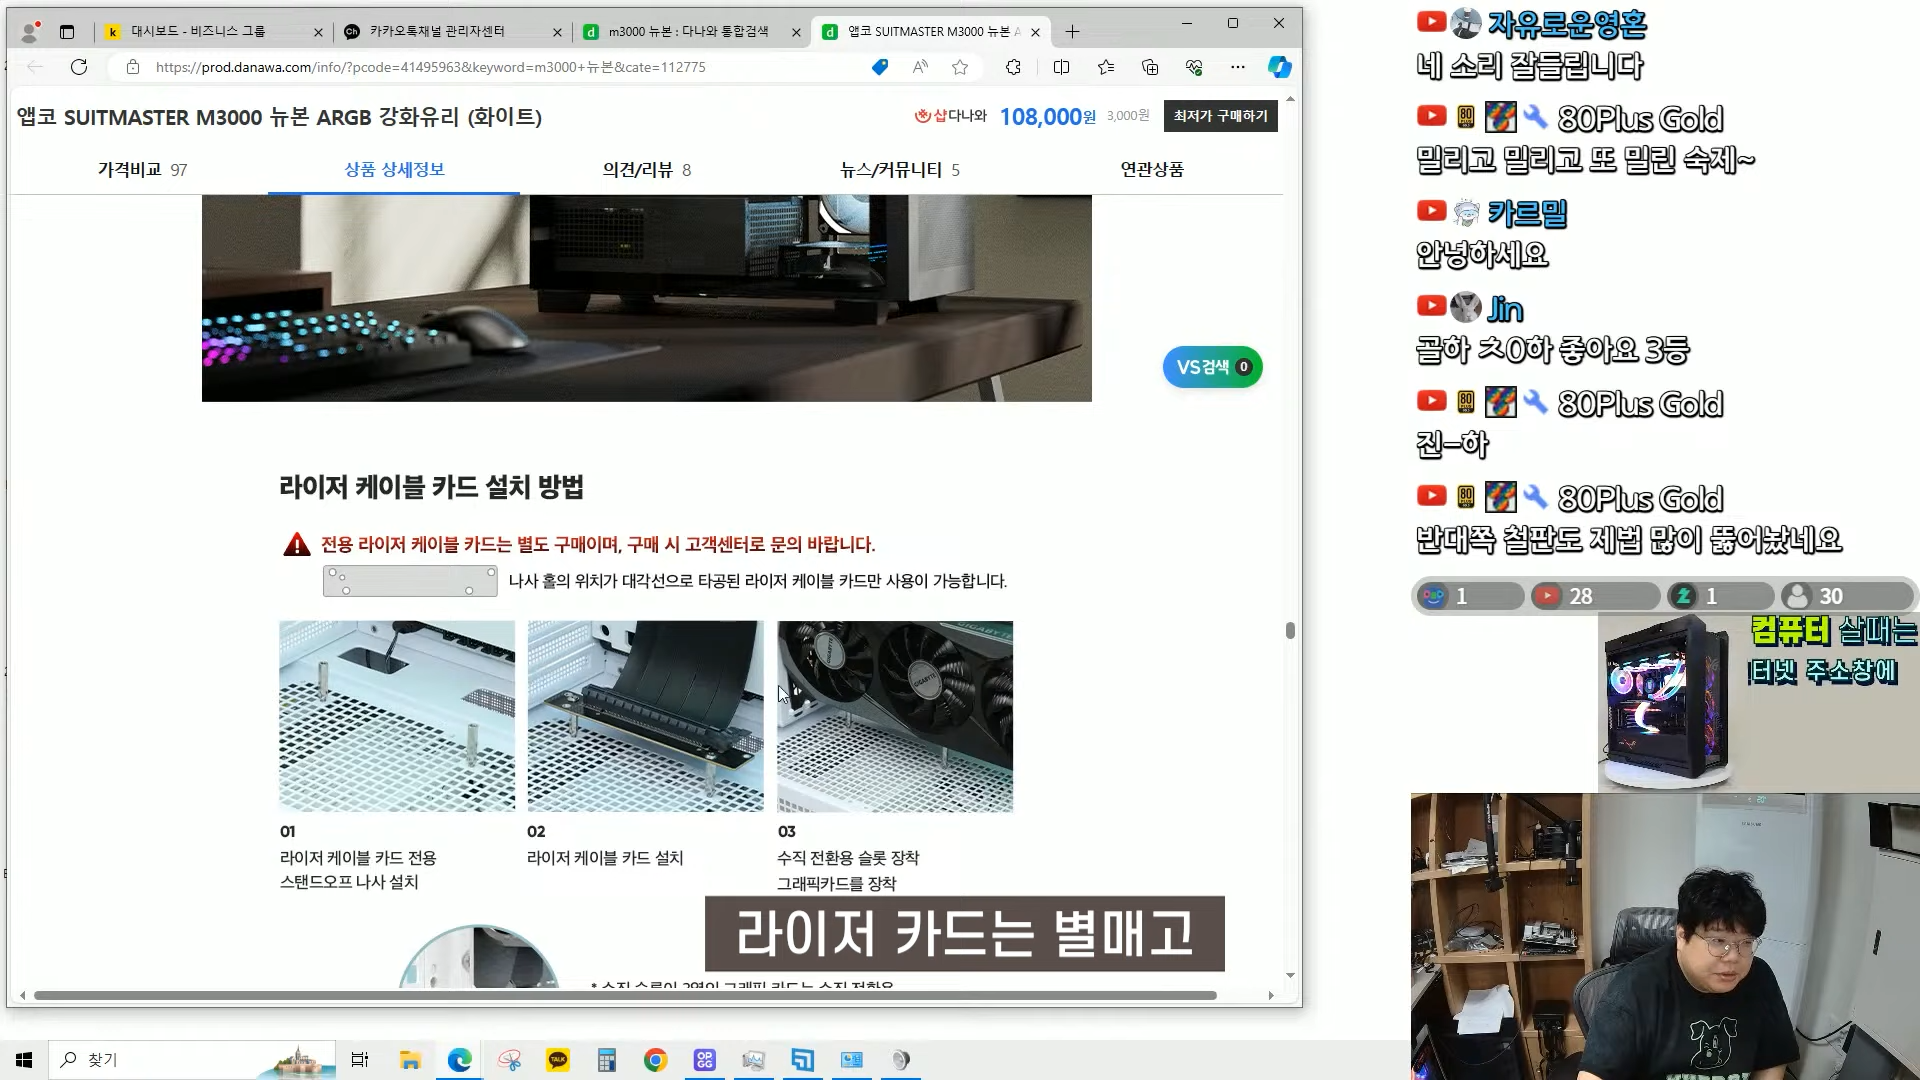 대시보드 - 비즈니스 그룹
카카오톡채널 관리자센터
m3000 뉴본 : 다나와 통합검색
앱코 SUITMASTER M3000 뉴본 A
https://prod.danawa.com/info/?pcode=41495963&keyword=m3000+뉴본&cate=112775
앱코 SUITMASTER M3000 뉴본 ARGB 강화유리 (화이트)
샵다나와 108,000원 3,000원 최저가 구매하기
가격비교 97
상품 상세정보
의견/리뷰 8
뉴스/커뮤니티 5
연관상품
VS검색 0
라이저 케이블 카드 설치 방법
전용 라이저 케이블 카드는 별도 구매이며, 구매 시 고객센터로 문의 바랍니다.
나사 홀의 위치가 대각선으로 타공된 라이저 케이블 카드만 사용이 가능합니다.
GIGABYTE
GIGABYTE
GIGABYTE
01
라이저 케이블 카드 전용
스탠드오프 나사 설치
02
라이저 케이블 카드 설치
03
수직 전환용 슬롯 장착
그래픽카드를 장착
라이저 카드는 별매고
찾기
TALK
OP
GG
자유로운영혼
네 소리 잘들립니다
80Plus Gold
밀리고 밀리고 또 밀린 숙제~
카르밀
안녕하세요
Jin
골하 ㅊ0하 좋아요 3등
80Plus Gold
진-하
80Plus Gold
반대쪽 철판도 제법 많이 뚫어놨네요
1 28 1 30
컴퓨터 살때는
터넷 주소창에